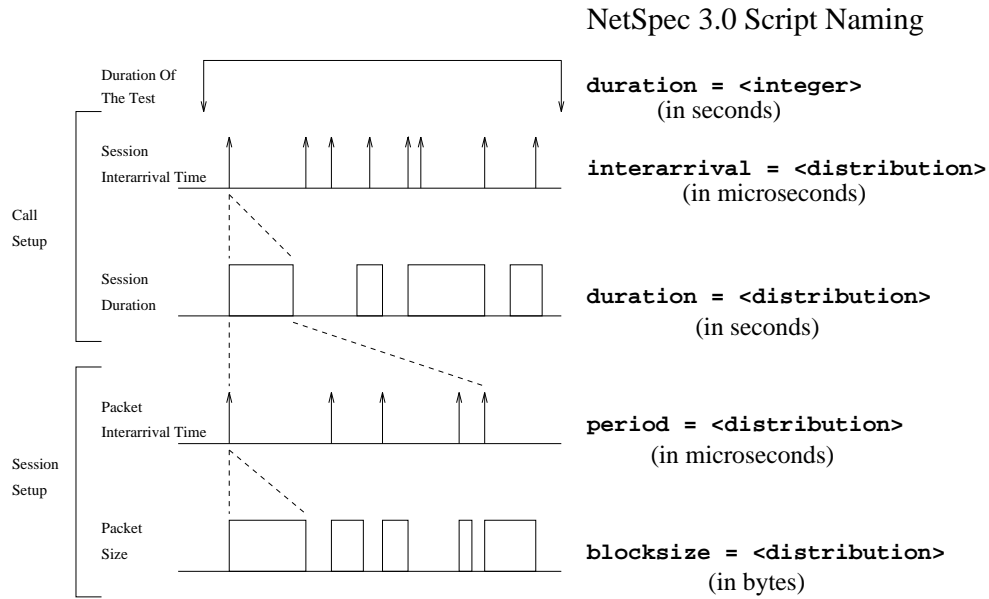 NetSpec 3.0 Script Naming
Duration Of
The Test
duration = <integer>
(in seconds)
Session
Interarrival Time
interarrival = <distribution>
(in microseconds)
Call
Setup
Session
Duration
duration = <distribution>
(in seconds)
Packet
Interarrival Time
period = <distribution>
(in microseconds)
Session
Setup
Packet
Size
blocksize = <distribution>
(in bytes)